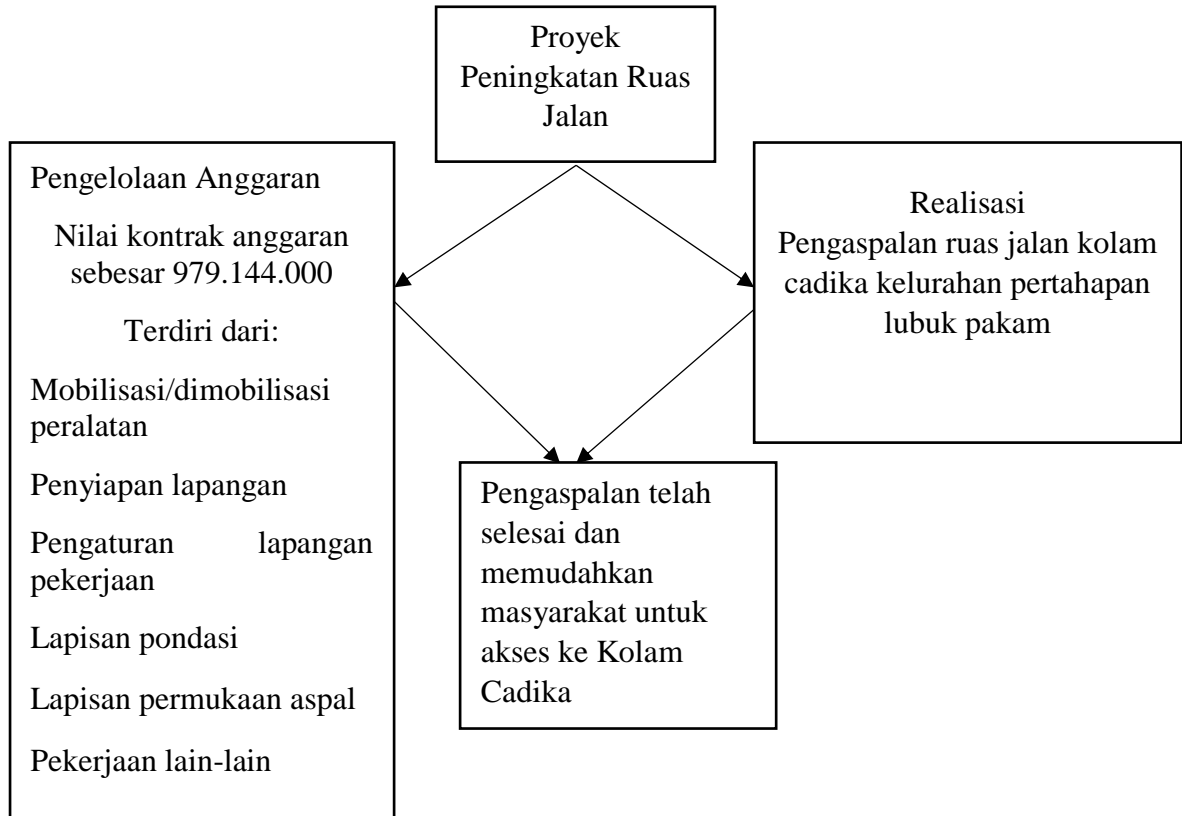 Proyek
Peningkatan Ruas
Jalan
Pengelolaan Anggaran
Nilai kontrak anggaran
sebesar 979.144.000
Terdiri dari:
Mobilisasi/dimobilisasi
peralatan
Penyiapan lapangan
Pengaturan lapangan
pekerjaan
Lapisan pondasi
Lapisan permukaan aspal
Pekerjaan lain-lain
Realisasi
Pengaspalan ruas jalan kolam
cadika kelurahan pertahapan
lubuk pakam
Pengaspalan telah
selesai dan
memudahkan
masyarakat untuk
akses ke Kolam
Cadika